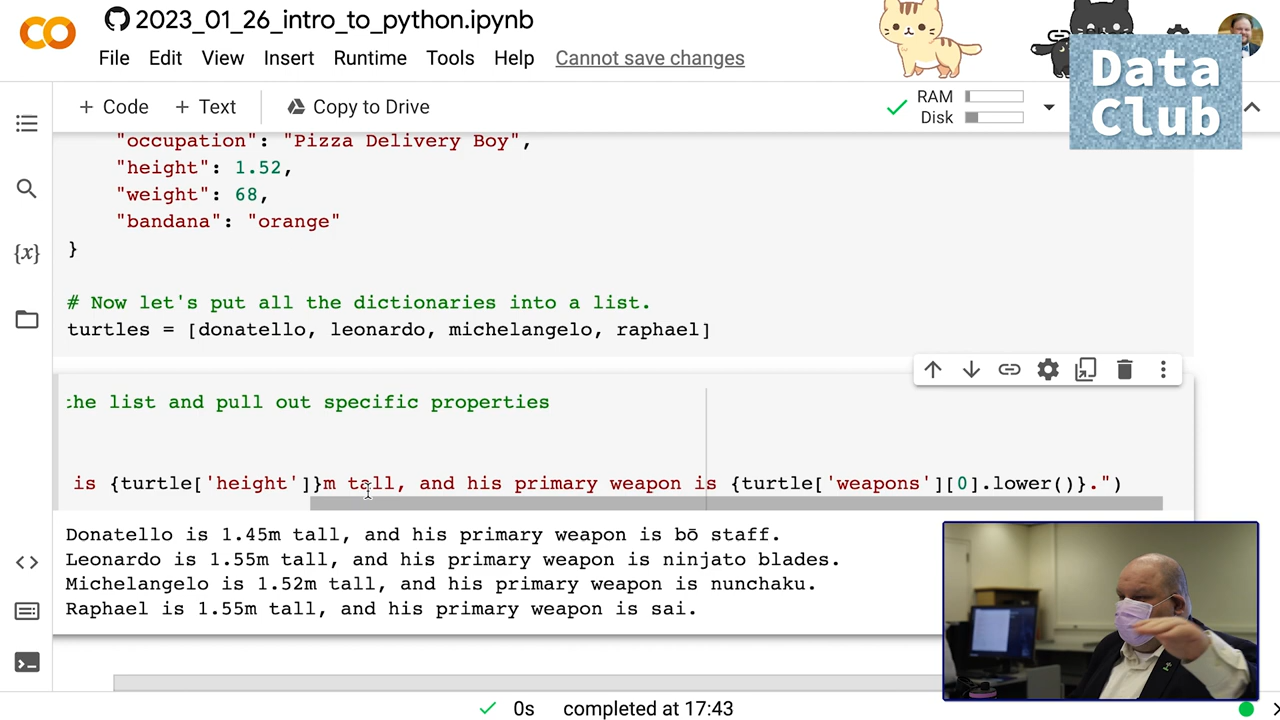 2023_01_26_intro_to_python.ipynb
File Edit View Insert Runtime Tools Help Cannot save changes
+ Code + Text Copy to Drive
RAM
Disk
Data
Club
{x}
"occupation": "Pizza Delivery Boy",
"height": 1.52,
"weight": 68,
"bandana": "orange"
}
# Now let's put all the dictionaries into a list.
turtles = [donatello, leonardo, michelangelo, raphael]
the list and pull out specific properties
is {turtle['height']}m tall, and his primary weapon is {turtle['weapons'][0].lower()}.")
Donatello is 1.45m tall, and his primary weapon is bō staff.
Leonardo is 1.55m tall, and his primary weapon is ninjato blades.
Michelangelo is 1.52m tall, and his primary weapon is nunchaku.
Raphael is 1.55m tall, and his primary weapon is sai.
0s completed at 17:43